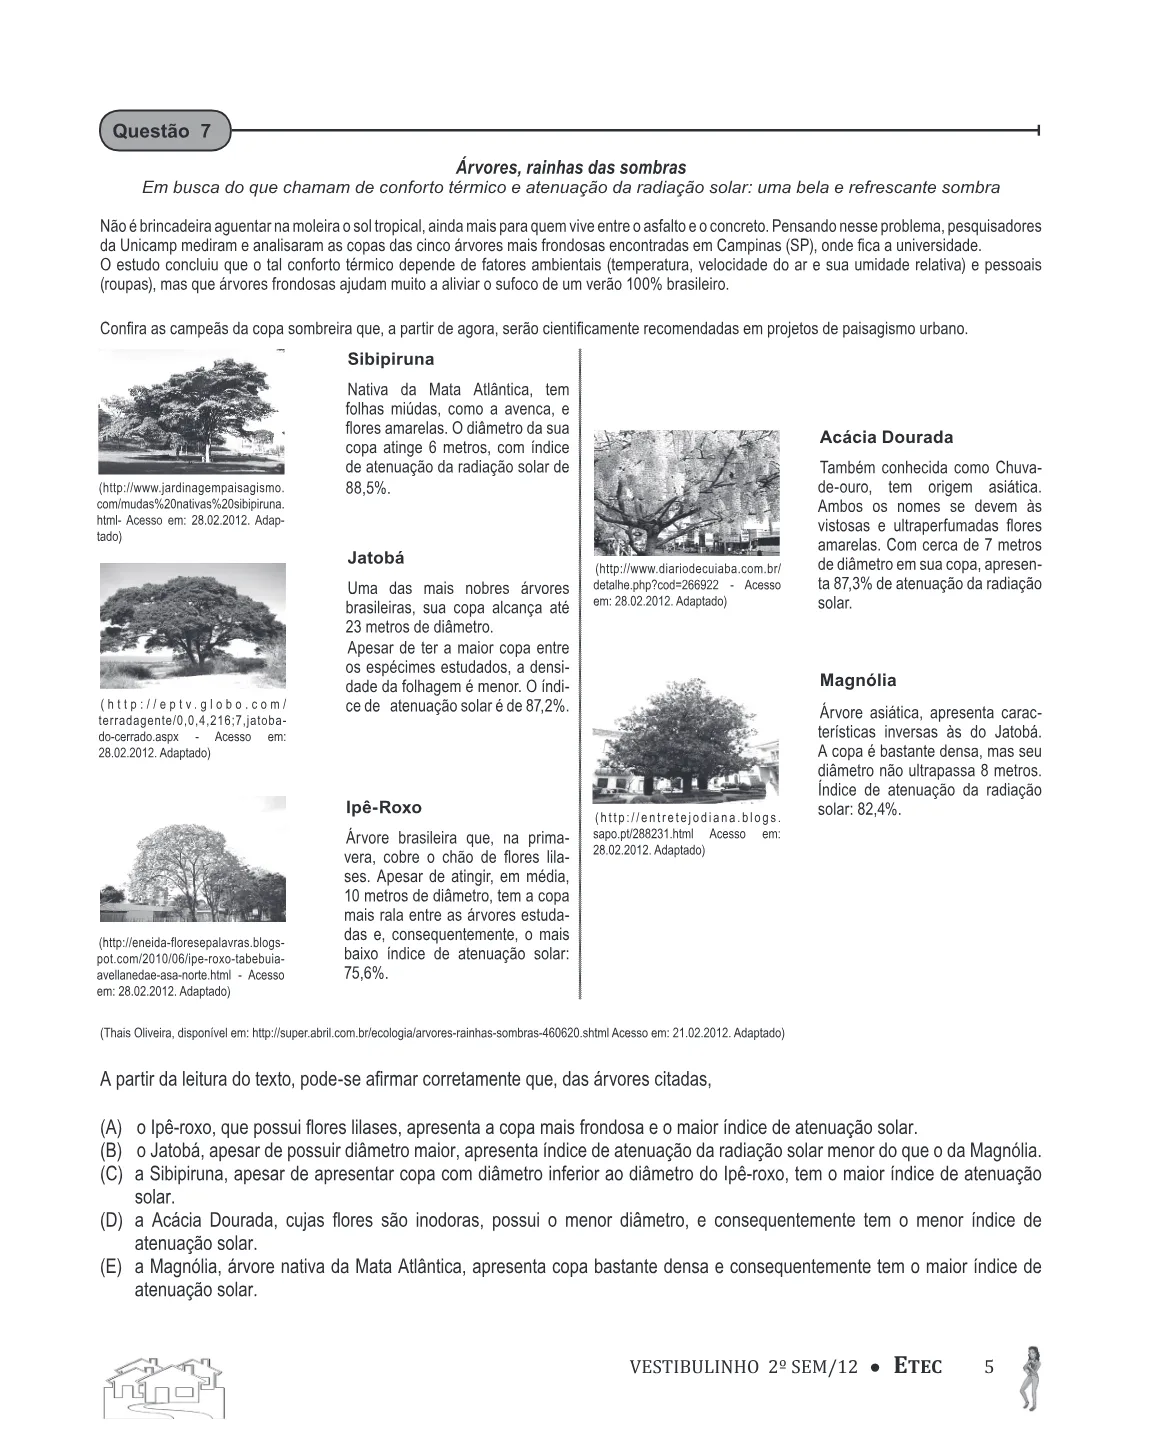 Questão 7
Árvores, rainhas das sombras
Em busca do que chamam de conforto térmico e atenuação da radiação solar: uma bela e refrescante sombra
Não é brincadeira aguentar na moleira o sol tropical, ainda mais para quem vive entre o asfalto e o concreto. Pensando nesse problema, pesquisadores
da Unicamp mediram e analisaram as copas das cinco árvores mais frondosas encontradas em Campinas (SP), onde fica a universidade.
O estudo concluiu que o tal conforto térmico depende de fatores ambientais (temperatura, velocidade do ar e sua umidade relativa) e pessoais
(roupas), mas que árvores frondosas ajudam muito a aliviar o sufoco de um verão 100% brasileiro.
Confira as campeãs da copa sombreira que, a partir de agora, serão cientificamente recomendadas em projetos de paisagismo urbano.
(http://www.jardinagempaisagismo.
com/mudas%20nativas%20sibipiruna.
html- Acesso em: 28.02.2012. Adap-
tado)
Sibipiruna
Nativa da Mata Atlântica, tem
folhas miúdas, como a avenca, e
flores amarelas. O diâmetro da sua
copa atinge 6 metros, com índice
de atenuação da radiação solar de
88,5%.
(http://eptv.globo.com/
terradagente/0,0,4,216;7,jatoba-
do-cerrado.aspx - Acesso em:
28.02.2012. Adaptado)
Jatobá
Uma das mais nobres árvores
brasileiras, sua copa alcança até
23 metros de diâmetro.
Apesar de ter a maior copa entre
os espécimes estudados, a densi-
dade da folhagem é menor. O índi-
ce de atenuação solar é de 87,2%.
(http://eneida-floresepalavras.blogs-
pot.com/2010/06/ipe-roxo-tabebuia-
avellanedae-asa-norte.html - Acesso
em: 28.02.2012. Adaptado)
Ipê-Roxo
Árvore brasileira que, na prima-
vera, cobre o chão de flores lila-
ses. Apesar de atingir, em média,
10 metros de diâmetro, tem a copa
mais rala entre as árvores estuda-
das e, consequentemente, o mais
baixo índice de atenuação solar:
75,6%.
(http://www.diariodecuiaba.com.br/
detalhe.php?cod=266922 - Acesso
em: 28.02.2012. Adaptado)
Acácia Dourada
Também conhecida como Chuva-
de-ouro, tem origem asiática.
Ambos os nomes se devem às
vistosas e ultraperfumadas flores
amarelas. Com cerca de 7 metros
de diâmetro em sua copa, apresen-
ta 87,3% de atenuação da radiação
solar.
(http://entretejodiana.blogs.
sapo.pt/288231.html Acesso em:
28.02.2012. Adaptado)
Magnólia
Árvore asiática, apresenta carac-
terísticas inversas às do Jatobá.
A copa é bastante densa, mas seu
diâmetro não ultrapassa 8 metros.
Índice de atenuação da radiação
solar: 82,4%.
(Thais Oliveira, disponível em: http://super.abril.com.br/ecologia/arvores-rainhas-sombras-460620.shtml Acesso em: 21.02.2012. Adaptado)
A partir da leitura do texto, pode-se afirmar corretamente que, das árvores citadas,
(A) o Ipê-roxo, que possui flores lilases, apresenta a copa mais frondosa e o maior índice de atenuação solar.
(B) o Jatobá, apesar de possuir diâmetro maior, apresenta índice de atenuação da radiação solar menor do que o da Magnólia.
(C) a Sibipiruna, apesar de apresentar copa com diâmetro inferior ao diâmetro do Ipê-roxo, tem o maior índice de atenuação
solar.
(D) a Acácia Dourada, cujas flores são inodoras, possui o menor diâmetro, e consequentemente tem o menor índice de
atenuação solar.
(E) a Magnólia, árvore nativa da Mata Atlântica, apresenta copa bastante densa e consequentemente tem o maior índice de
atenuação solar.
VESTIBULINHO 2º SEM/12 • ETEC 5